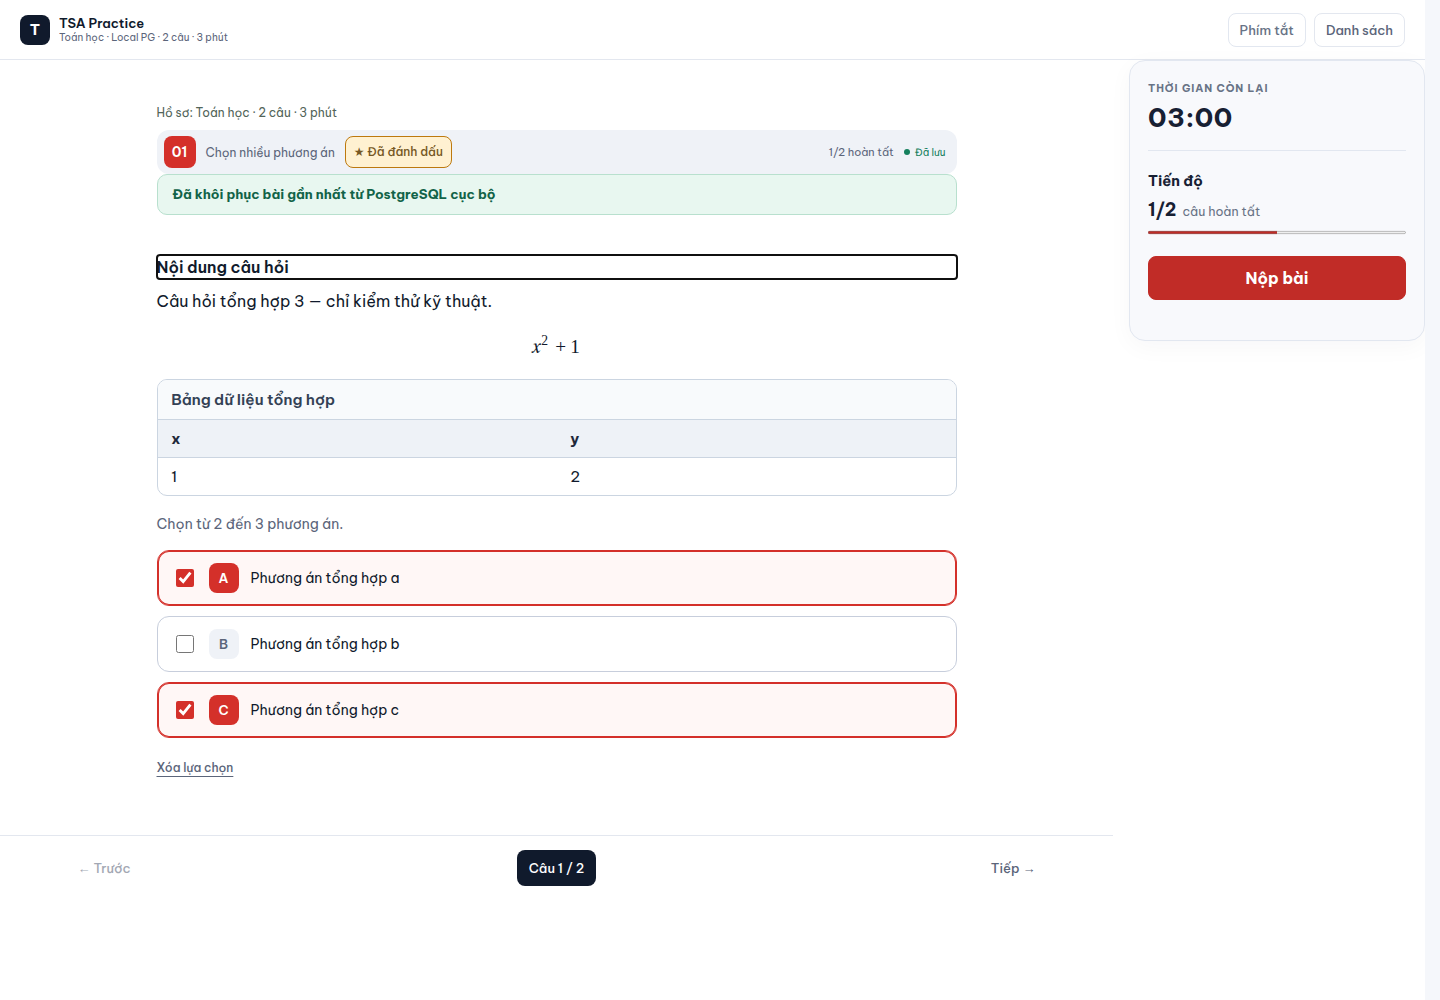 T
TSA Practice
Toán học · Local PG · 2 câu · 3 phút
Phím tắt
Danh sách
Hồ sơ: Toán học · 2 câu · 3 phút
01 Chọn nhiều phương án ★ Đã đánh dấu 1/2 hoàn tất ● Đã lưu
Đã khôi phục bài gần nhất từ PostgreSQL cục bộ
Nội dung câu hỏi
Câu hỏi tổng hợp 3 — chỉ kiểm thử kỹ thuật.
x² + 1
Bảng dữ liệu tổng hợp
x y
1 2
Chọn từ 2 đến 3 phương án.
A Phương án tổng hợp a
B Phương án tổng hợp b
C Phương án tổng hợp c
Xóa lựa chọn
← Trước
Câu 1 / 2
Tiếp →
THỜI GIAN CÒN LẠI
03:00
Tiến độ
1/2 câu hoàn tất
Nộp bài